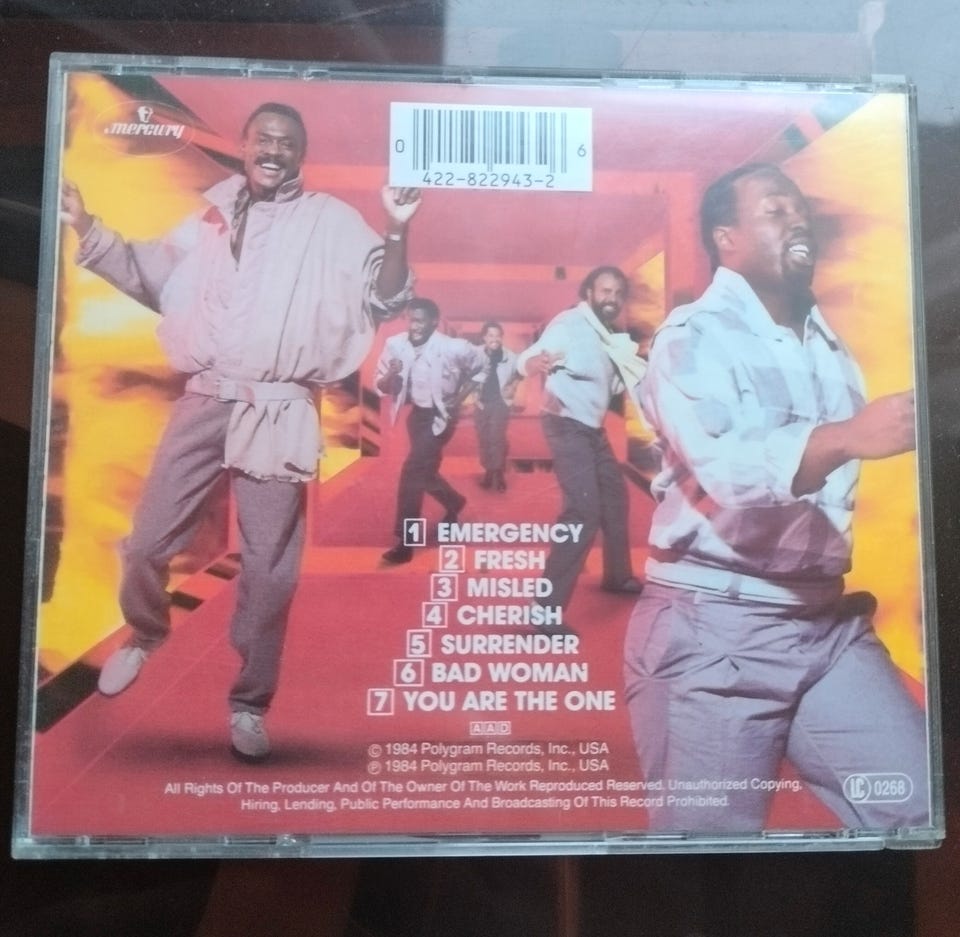 mercury
0 422-822943-2 6
1 EMERGENCY
2 FRESH
3 MISLED
4 CHERISH
5 SURRENDER
6 BAD WOMAN
7 YOU ARE THE ONE
AAD
© 1984 Polygram Records, Inc., USA
℗ 1984 Polygram Records, Inc., USA
All Rights Of The Producer And Of The Owner Of The Work Reproduced Reserved. Unauthorized Copying,
Hiring, Lending, Public Performance And Broadcasting Of This Record Prohibited.
LC 0268